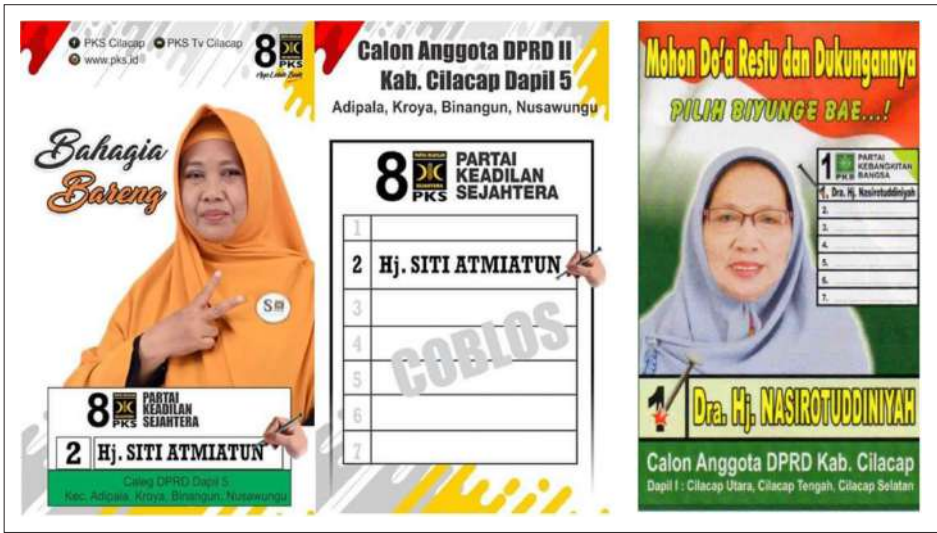 PKS Cilacap PKS Tv Cilacap
www.pks.id
8 PKS
Bahagia
Bareng
8 PKS PARTAI
KEADILAN
SEJAHTERA
2 Hj. SITI ATMIATUN
Caleg DPRD Dapil 5
Kec. Adipala, Kroya, Binangun, Nusawungu
Calon Anggota DPRD II
Kab. Cilacap Dapil 5
Adipala, Kroya, Binangun, Nusawungu
8 PKS PARTAI
KEADILAN
SEJAHTERA
1
2 Hj. SITI ATMIATUN
3
4
5
6
7
COBLOS
Mohon Do'a Restu dan Dukungannya
PILIH BIYUNGE BAE...!
1 PKB PARTAI
KEBANGKITAN
BANGSA
1. Dra. Hj. Nasirotuddiniyah
2.
3.
4.
5.
6.
7.
1 Dra. Hj. NASIROTUDDINIYAH
Calon Anggota DPRD Kab. Cilacap
Dapil I : Cilacap Utara, Cilacap Tengah, Cilacap Selatan